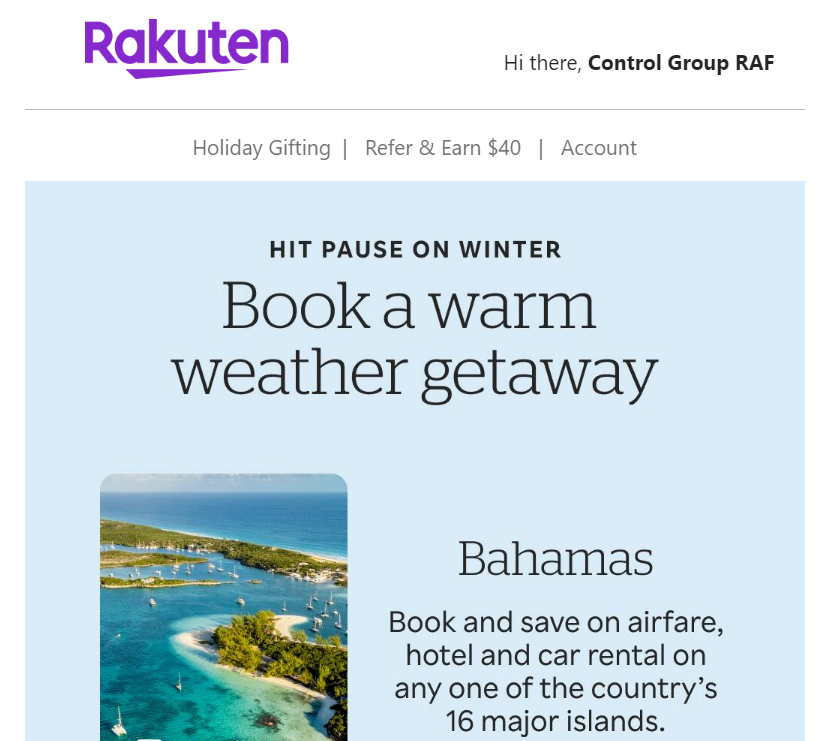 Rakuten
Hi there, Control Group RAF
Holiday Gifting | Refer & Earn $40 | Account
HIT PAUSE ON WINTER
Book a warm
weather getaway
Bahamas
Book and save on airfare,
hotel and car rental on
any one of the country's
16 major islands.